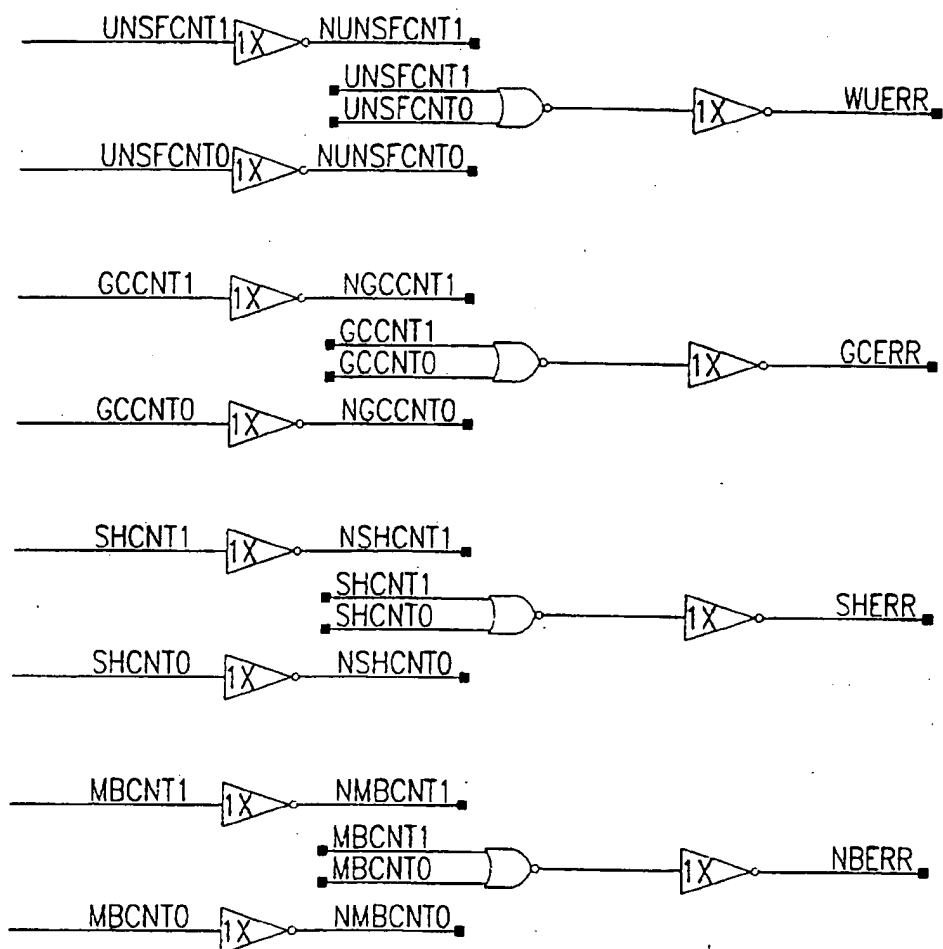 UNSFCNT1 1X NUNSFCNT1
UNSFCNT1
UNSFCNT0 1X WUERR
UNSFCNT0 1X NUNSFCNT0
GCCNT1 1X NGCCNT1
GCCNT1
GCCNT0 1X GCERR
GCCNT0 1X NGCCNT0
SHCNT1 1X NSHCNT1
SHCNT1
SHCNT0 1X SHERR
SHCNT0 1X NSHCNT0
MBCNT1 1X NMBCNT1
MBCNT1
MBCNT0 1X NBERR
MBCNT0 1X NMBCNT0